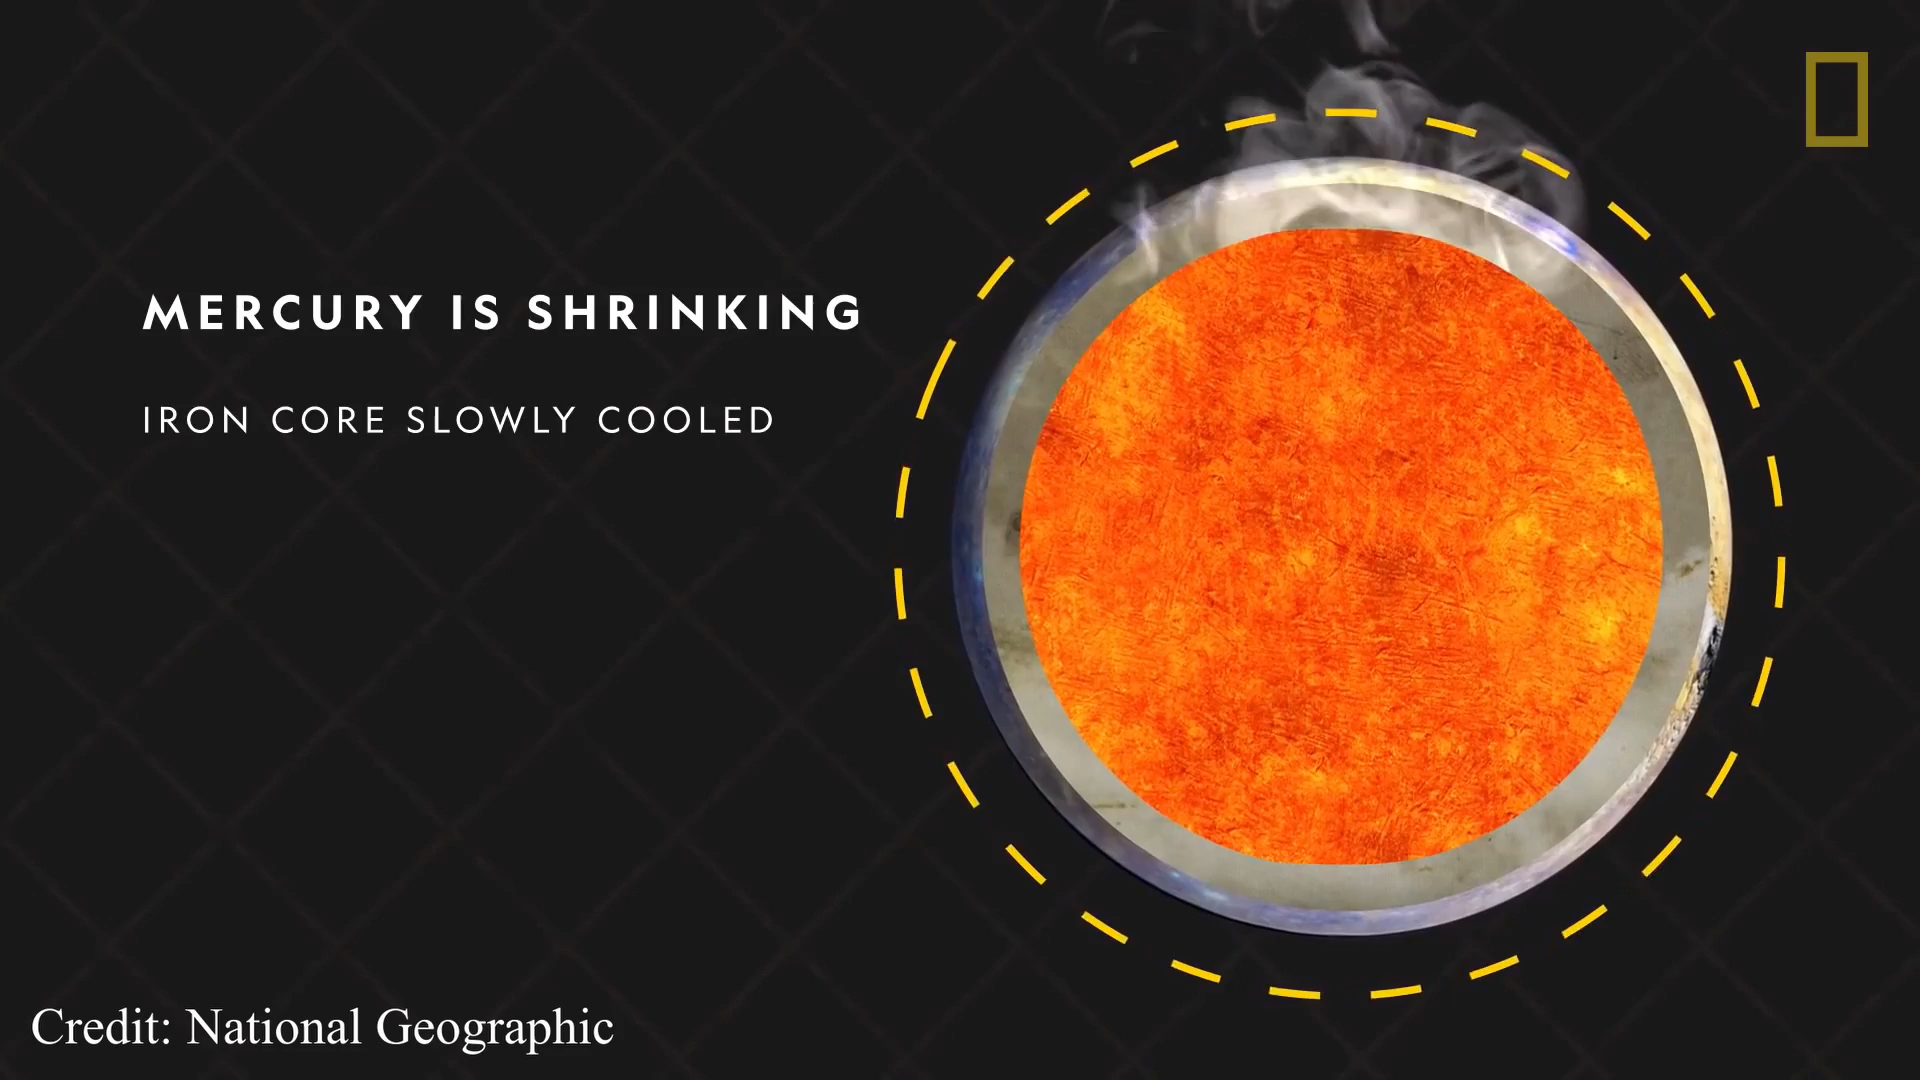 MERCURY IS SHRINKING
IRON CORE SLOWLY COOLED
Credit: National Geographic